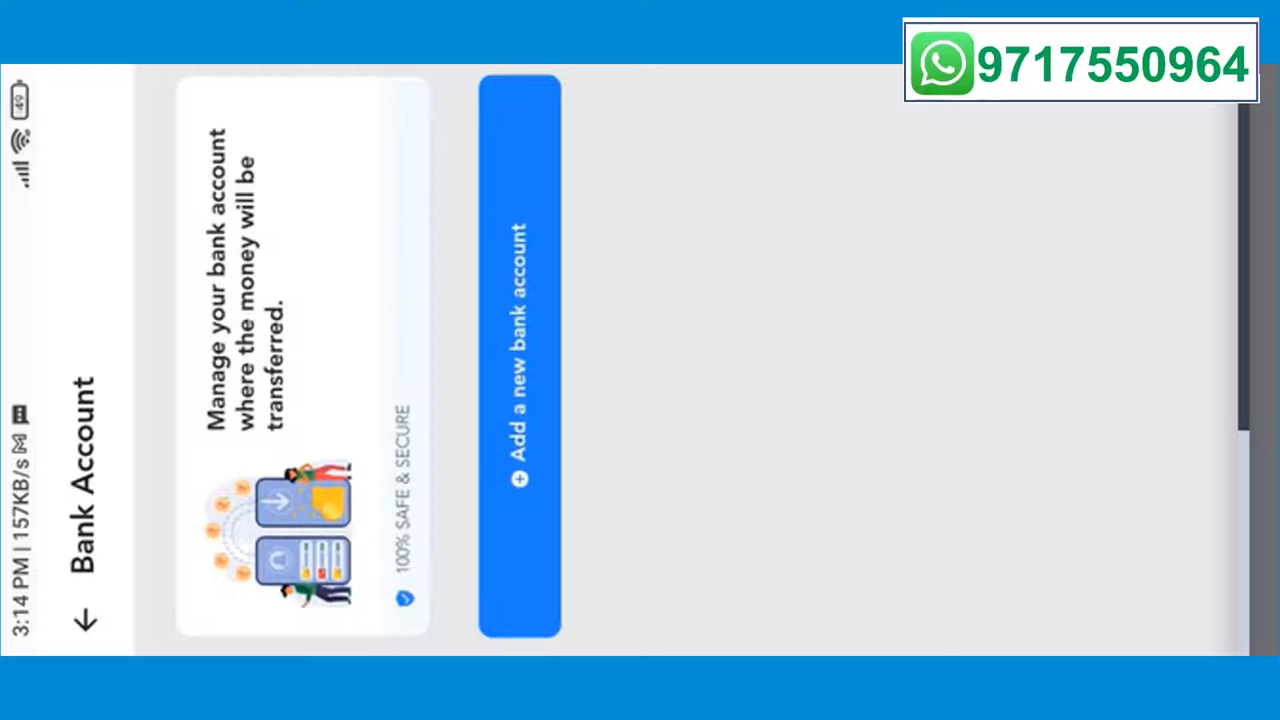 9717550964
3:14 PM | 157KB/s
49
Bank Account
Manage your bank account
where the money will be
transferred.
100% SAFE & SECURE
Add a new bank account